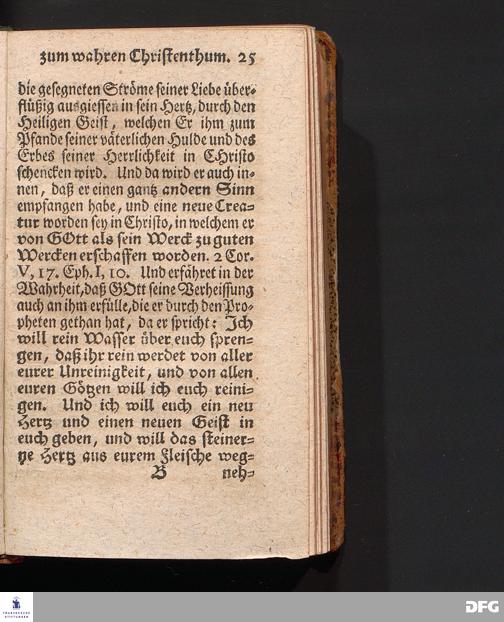 zum wahren Christenthum. 25
die gesegneten Ströme seiner Liebe über-
flüßig ausgiessen in sein Hertz, durch den
Heiligen Geist, welchen Er ihm zum
Pfande seiner väterlichen Hulde und des
Erbes seiner Herrlichkeit in CHristo
schencken wird. Und da wird er auch in-
nen, daß er einen gantz andern Sinn
empfangen habe, und eine neue Crea-
tur worden sey in Christo, in welchem er
von GOtt als sein Werck zu guten
Wercken erschaffen worden. 2 Cor.
V, 17. Eph. I, 10. Und erfähret in der
Wahrheit, daß GOtt seine Verheissung
auch an ihm erfülle, die er durch den Pro-
pheten gethan hat, da er spricht: Ich
will rein Wasser über euch spren-
gen, daß ihr rein werdet von aller
eurer Unreinigkeit, und von allen
euren Götzen will ich euch reini-
gen. Und ich will euch ein neu
Hertz und einen neuen Geist in
euch geben, und will das steiner-
ne Hertz aus eurem Fleische weg-
B neh-
FRANCKESCHE
STIFTUNGEN
DFG